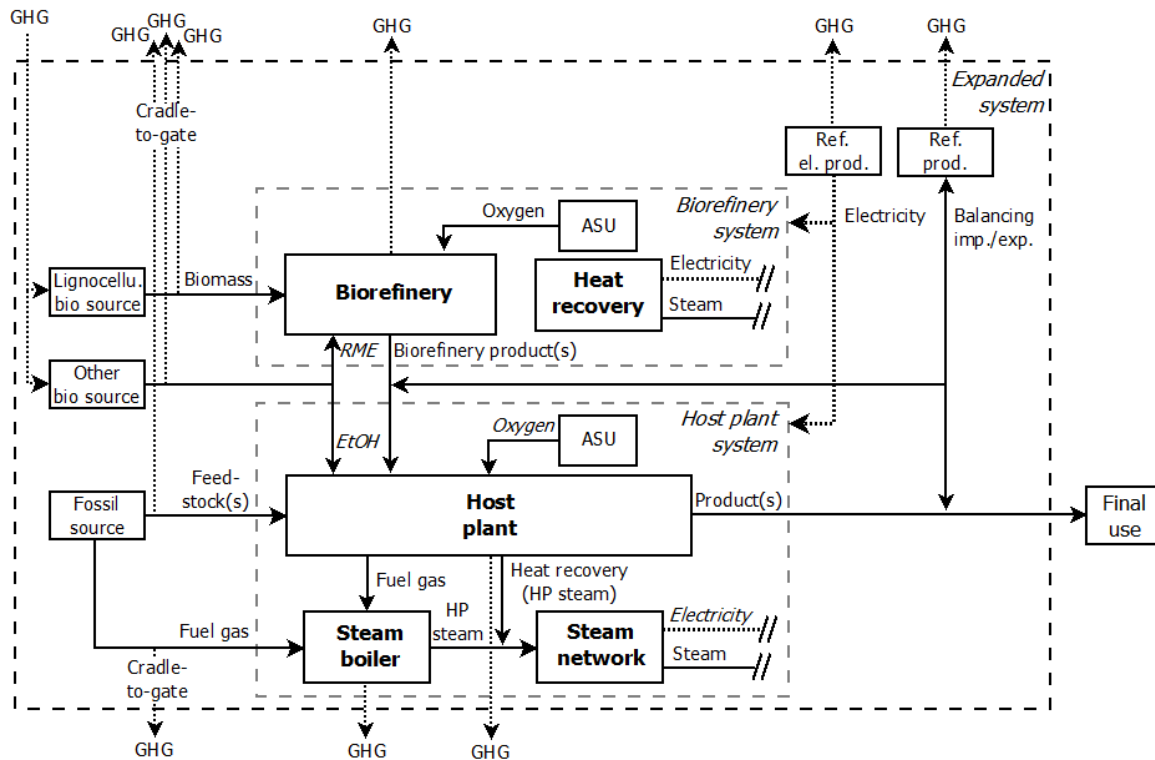 GHG
GHG
GHG
GHG
GHG
GHG
GHG
Expanded
system
Cradle-
to-gate
Ref.
el. prod.
Ref.
prod.
Oxygen
ASU
Biorefinery
system
Electricity
Balancing
imp./exp.
Lignocellu.
bio source
Biomass
Biorefinery
Heat
recovery
Electricity
Steam
RME
Biorefinery product(s)
Other
bio source
EtOH
Oxygen
ASU
Host plant
system
Fossil
source
Feed-
stock(s)
Host
plant
Product(s)
Final
use
Fuel gas
Heat recovery
(HP steam)
Fuel gas
Steam
boiler
HP
steam
Steam
network
Electricity
Steam
Cradle-
to-gate
GHG
GHG
GHG